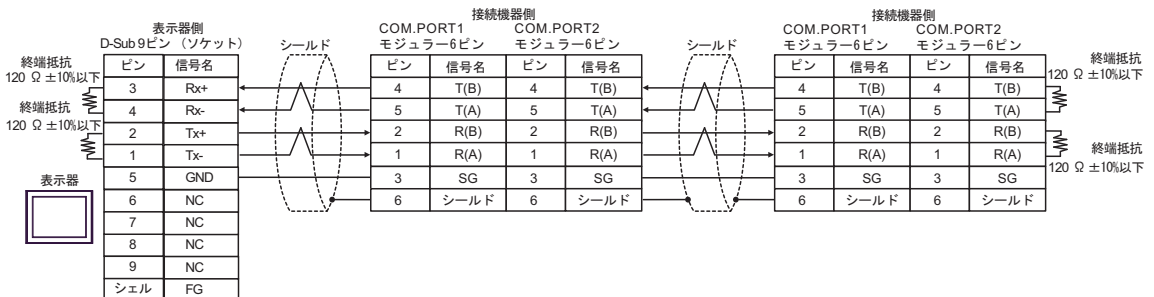 表示器側
D-Sub 9ピン （ソケット）
シールド
接続機器側
COM.PORT1 COM.PORT2
モジュラー6ピン モジュラー6ピン
シールド
接続機器側
COM.PORT1 COM.PORT2
モジュラー6ピン モジュラー6ピン
終端抵抗
120 Ω ±10%以下
終端抵抗
120 Ω ±10%以下
ピン 信号名
3 Rx+
4 Rx-
2 Tx+
1 Tx-
5 GND
6 NC
7 NC
8 NC
9 NC
シェル FG
表示器
ピン 信号名 ピン 信号名
4 T(B) 4 T(B)
5 T(A) 5 T(A)
2 R(B) 2 R(B)
1 R(A) 1 R(A)
3 SG 3 SG
6 シールド 6 シールド
ピン 信号名 ピン 信号名
4 T(B) 4 T(B)
5 T(A) 5 T(A)
2 R(B) 2 R(B)
1 R(A) 1 R(A)
3 SG 3 SG
6 シールド 6 シールド
終端抵抗
120 Ω ±10%以下
終端抵抗
120 Ω ±10%以下